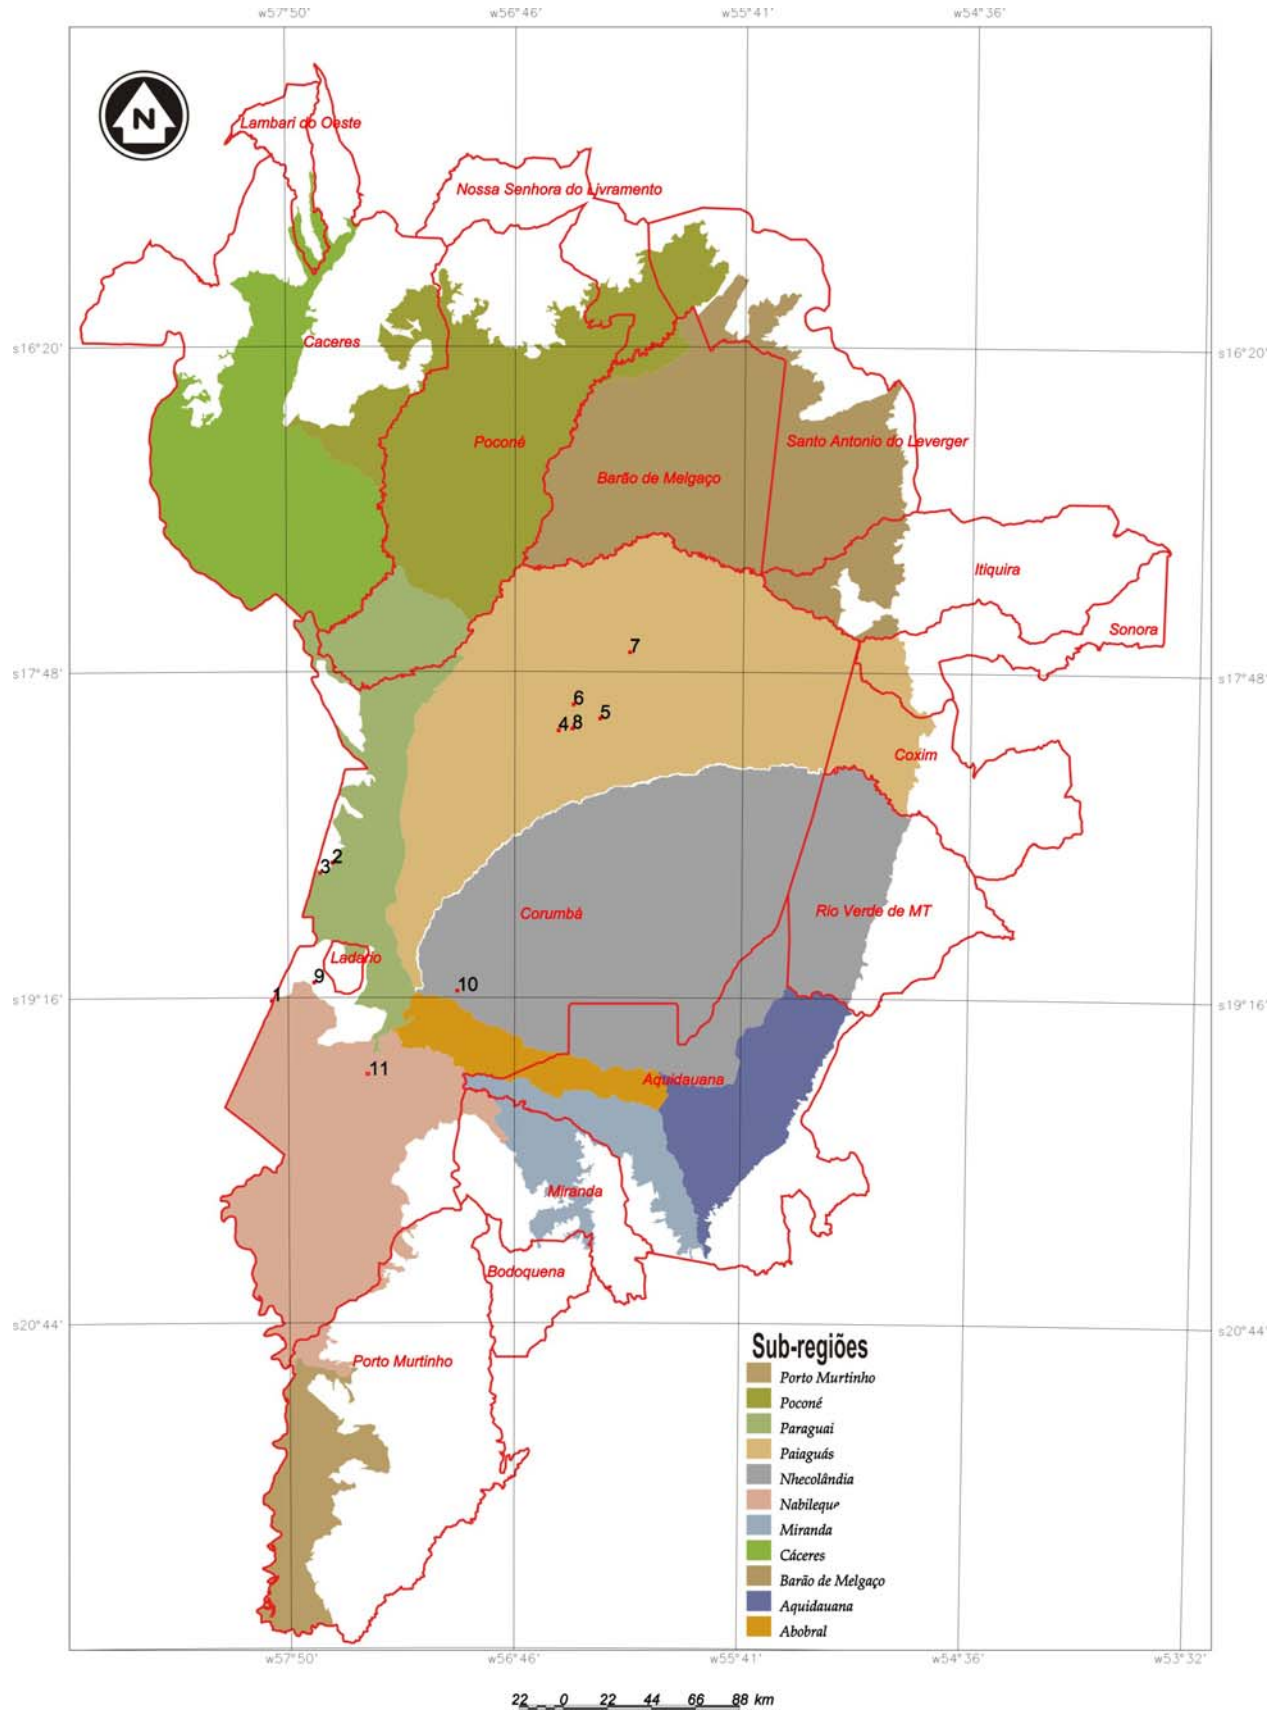 w57°50' w56°46' w55°41' w54°36'
N
Lambari do Oeste
Nossa Senhora do Livramento
s16°20' Caceres s16°20'
Poconé Santo Antonio do Leverger
Barão de Melgaço
Itiquira
Sonora
7
s17°48' s17°48'
6
4 8 5
Coxim
3 2
Corumbá Rio Verde de MT
Ladario
9
10
s19°16' 1 s19°16'
11 Aquidauana
Miranda
Bodoquena
s20°44' s20°44'
Porto Murtinho
Sub-regiões
Porto Murtinho
Poconé
Paraguai
Paiaguás
Nhecolândia
Nabileque
Miranda
Cáceres
Barão de Melgaço
Aquidauana
Abobral
w57°50' w56°46' w55°41' w54°36' w53°32'
22 0 22 44 66 88 km